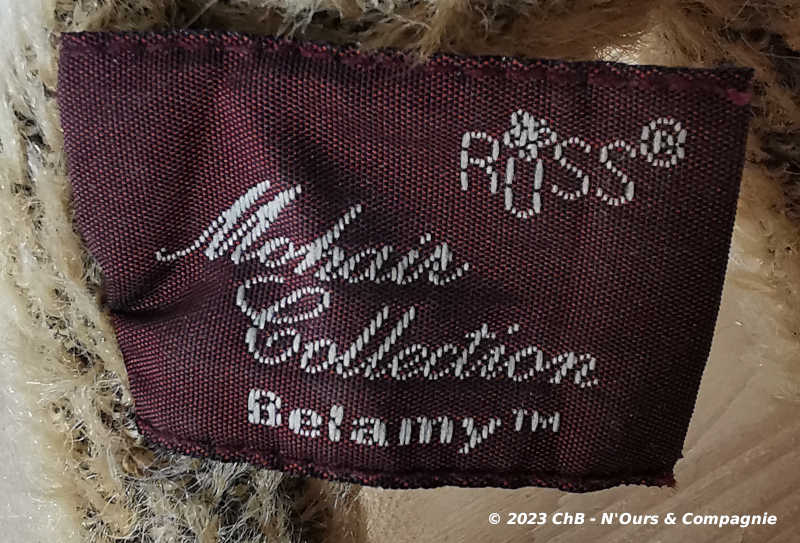 RUSS®
Mohair
Collection
Belamy™
© 2023 ChB - N'Ours & Compagnie